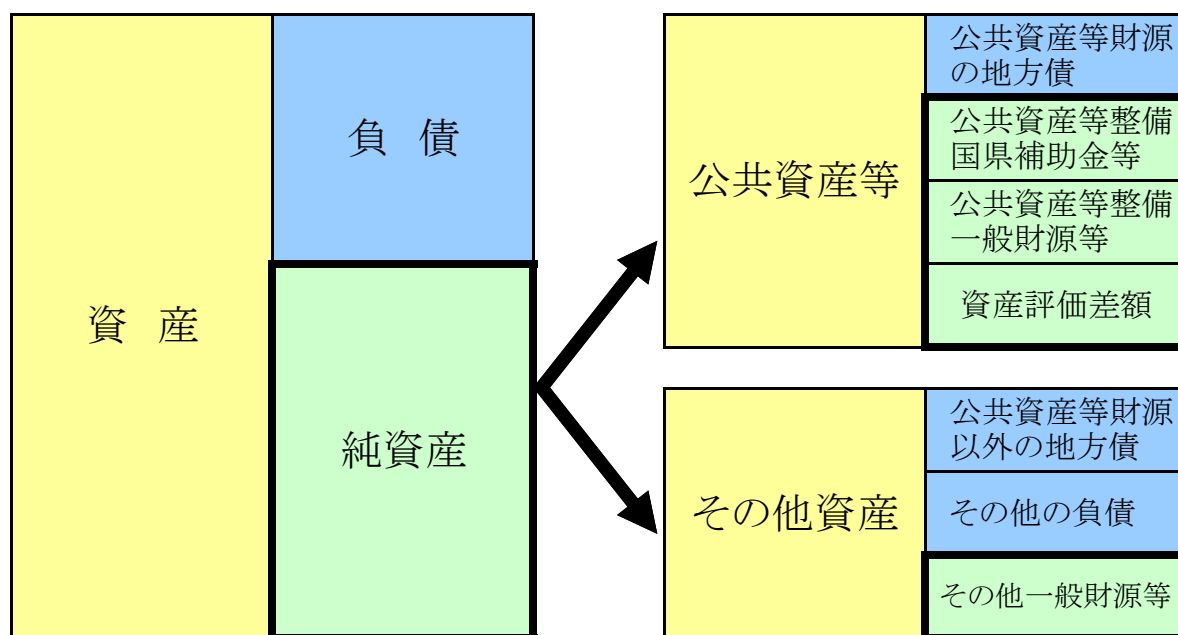 資 産
負 債
純資産
公共資産等
公共資産等財源
の地方債
公共資産等整備
国県補助金等
公共資産等整備
一般財源等
資産評価差額
その他資産
公共資産等財源
以外の地方債
その他の負債
その他一般財源等